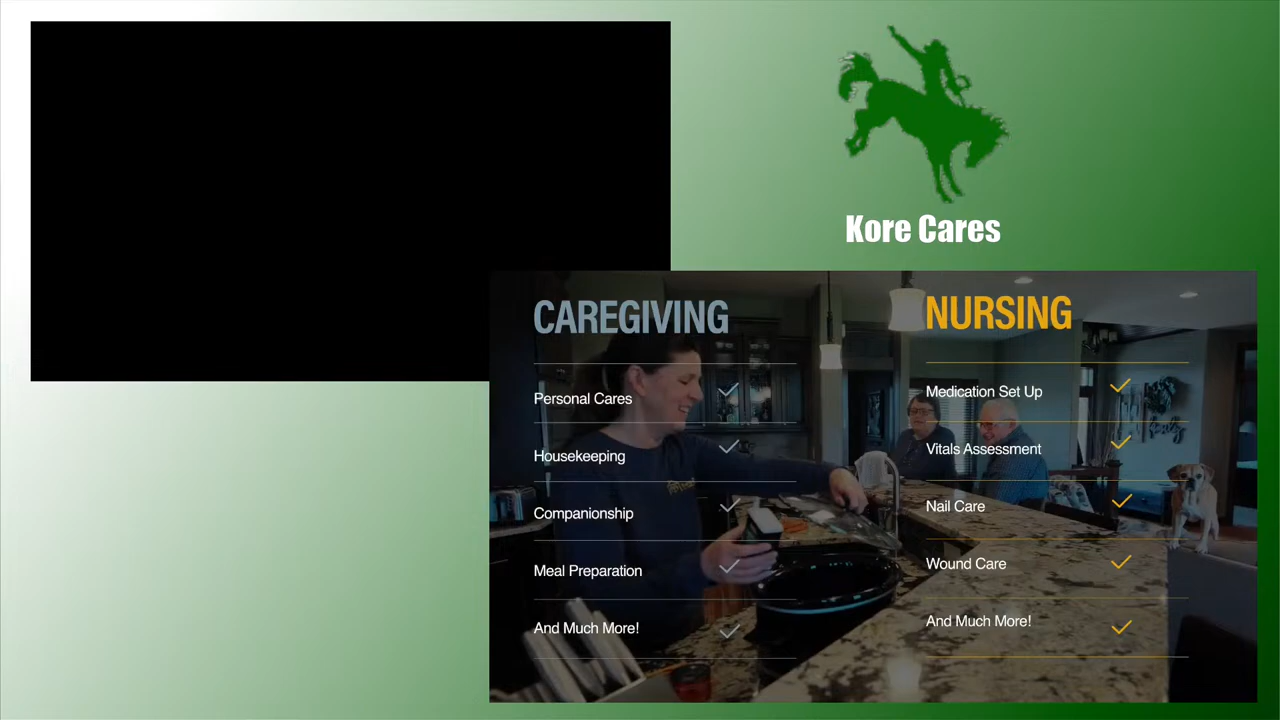 Kore Cares
CAREGIVING
Personal Cares
Housekeeping
Companionship
Meal Preparation
And Much More!
NURSING
Medication Set Up
Vitals Assessment
Nail Care
Wound Care
And Much More!